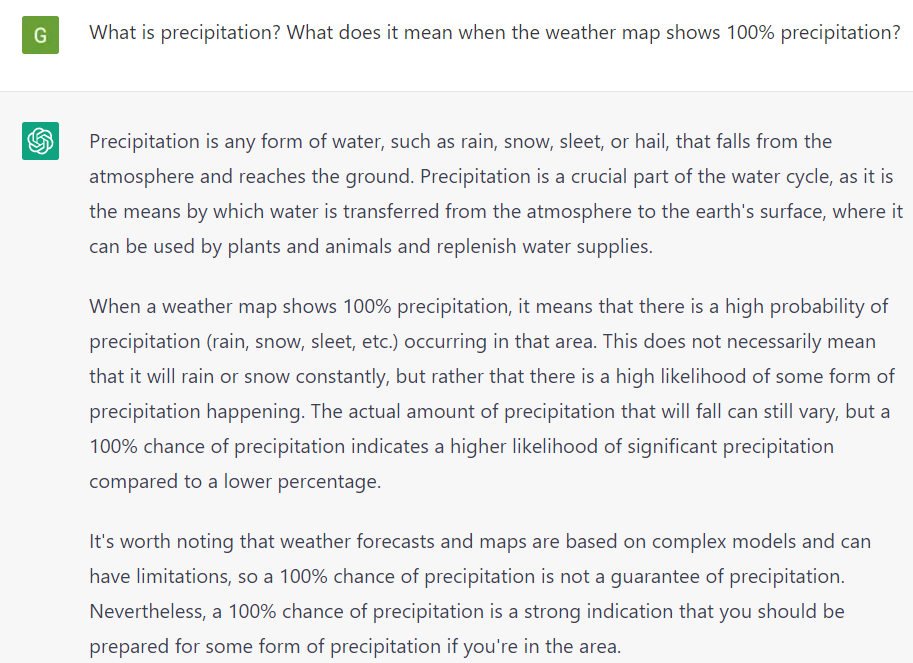 G
What is precipitation? What does it mean when the weather map shows 100% precipitation?
Precipitation is any form of water, such as rain, snow, sleet, or hail, that falls from the
atmosphere and reaches the ground. Precipitation is a crucial part of the water cycle, as it is
the means by which water is transferred from the atmosphere to the earth's surface, where it
can be used by plants and animals and replenish water supplies.
When a weather map shows 100% precipitation, it means that there is a high probability of
precipitation (rain, snow, sleet, etc.) occurring in that area. This does not necessarily mean
that it will rain or snow constantly, but rather that there is a high likelihood of some form of
precipitation happening. The actual amount of precipitation that will fall can still vary, but a
100% chance of precipitation indicates a higher likelihood of significant precipitation
compared to a lower percentage.
It's worth noting that weather forecasts and maps are based on complex models and can
have limitations, so a 100% chance of precipitation is not a guarantee of precipitation.
Nevertheless, a 100% chance of precipitation is a strong indication that you should be
prepared for some form of precipitation if you're in the area.